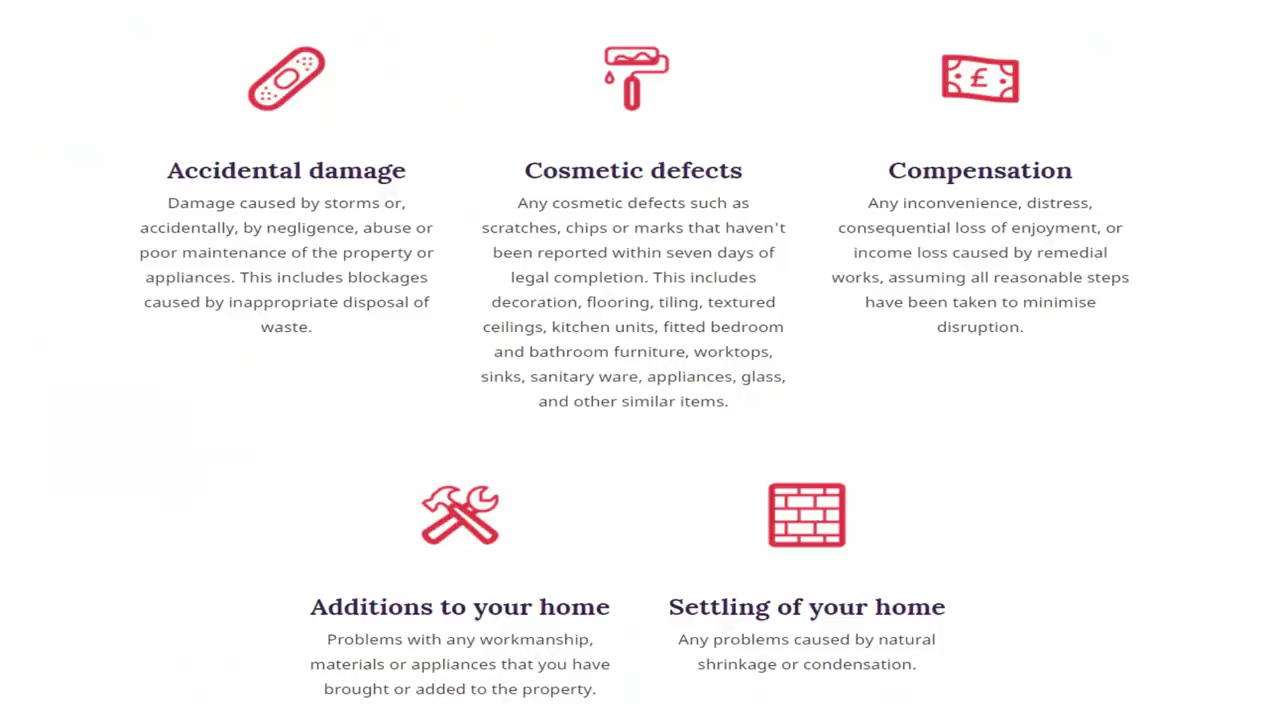 £
Accidental damage
Damage caused by storms or,
accidentally, by negligence, abuse or
poor maintenance of the property or
appliances. This includes blockages
caused by inappropriate disposal of
waste.
Cosmetic defects
Any cosmetic defects such as
scratches, chips or marks that haven't
been reported within seven days of
legal completion. This includes
decoration, flooring, tiling, textured
ceilings, kitchen units, fitted bedroom
and bathroom furniture, worktops,
sinks, sanitary ware, appliances, glass,
and other similar items.
Compensation
Any inconvenience, distress,
consequential loss of enjoyment, or
income loss caused by remedial
works, assuming all reasonable steps
have been taken to minimise
disruption.
Additions to your home
Problems with any workmanship,
materials or appliances that you have
brought or added to the property.
Settling of your home
Any problems caused by natural
shrinkage or condensation.